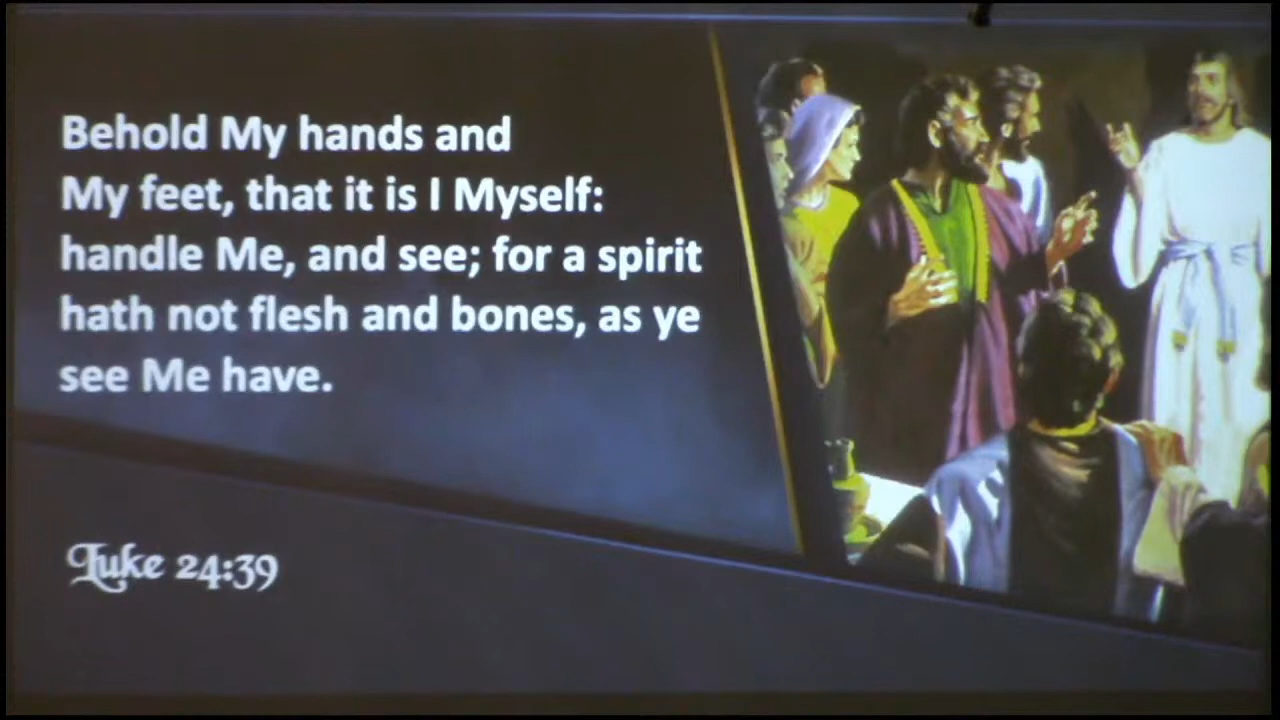 Behold My hands and
My feet, that it is I Myself:
handle Me, and see; for a spirit
hath not flesh and bones, as ye
see Me have.
Luke 24:39